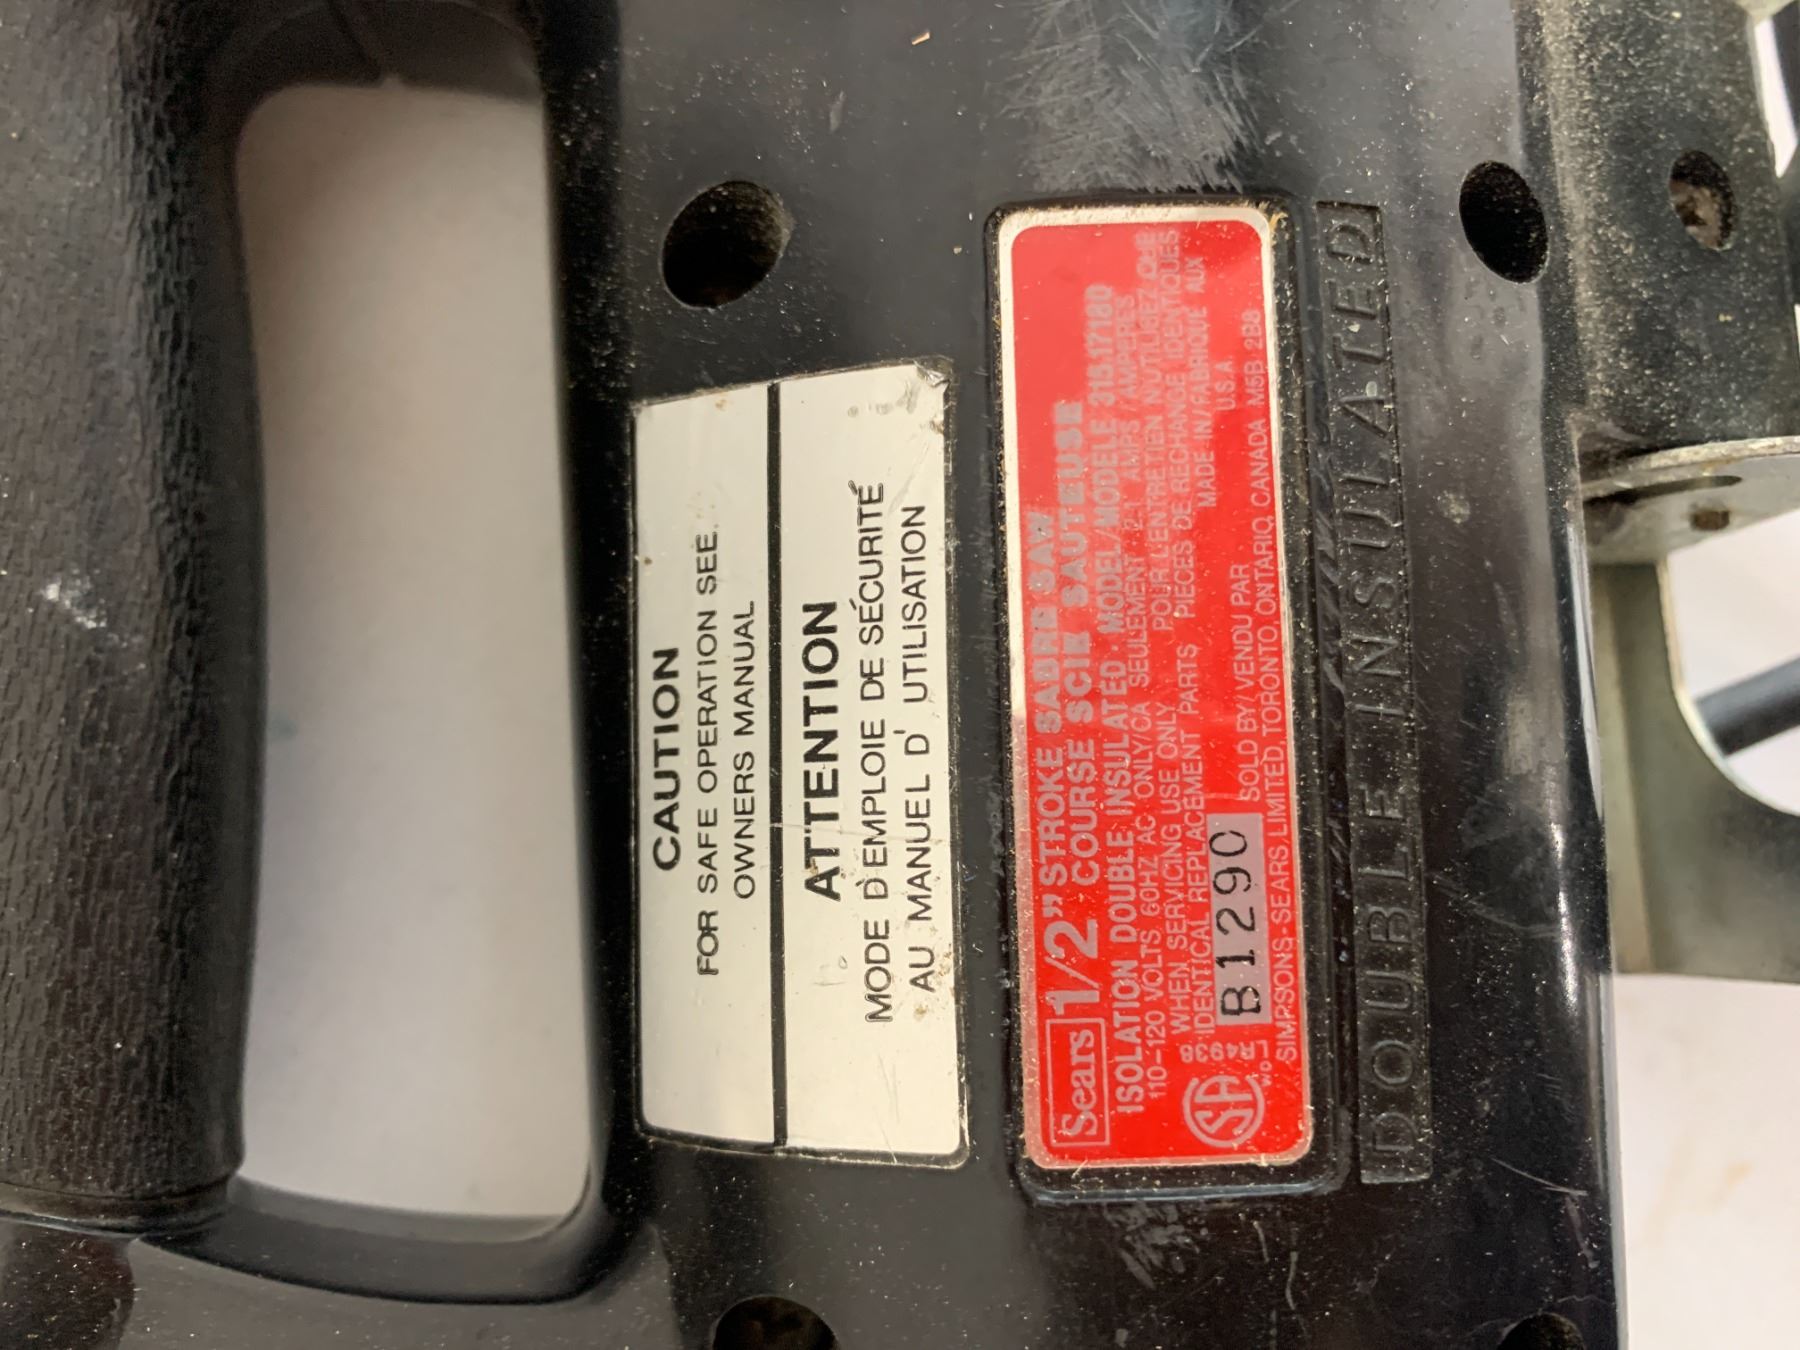 CAUTION
FOR SAFE OPERATION SEE
OWNERS MANUAL
ATTENTION
MODE D'EMPLOIE DE SÉCURITÉ
AU MANUEL D' UTILISATION
Sears 1/2" STROKE SABRE SAW
COURSE SCIE SAUTEUSE
ISOLATION DOUBLE INSULATED · MODEL/MODELE 315.17180
110-120 VOLTS 60HZ AC ONLY/CA SEULEMENT 2.1 AMPS / AMPERES
WHEN SERVICING USE ONLY POUR L'ENTRETIEN N'UTILISEZ QUE
IDENTICAL REPLACEMENT PARTS PIECES DE RECHANGE IDENTIQUES
MADE IN/FABRIQUE AUX
U.S.A
SA
B1290
SOLD BY VENDU PAR
SIMPSONS-SEARS LIMITED, TORONTO, ONTARIO, CANADA M5B 2B8
DOUBLE INSULATED